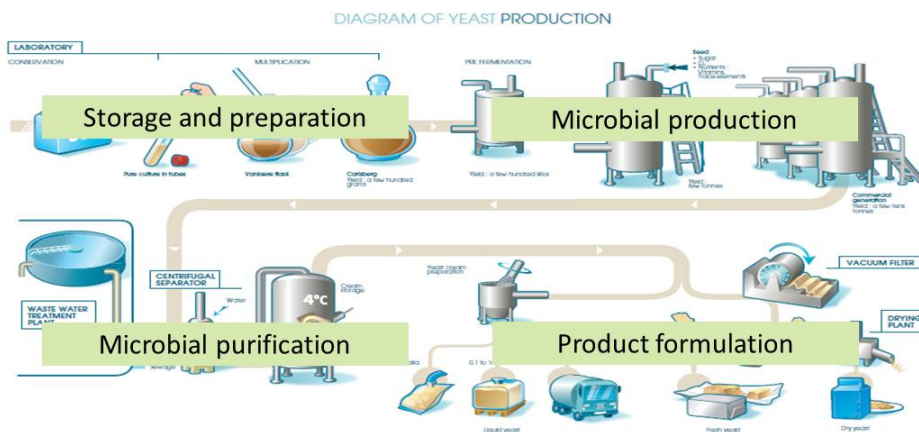 DIAGRAM OF YEAST PRODUCTION
LABORATORY
CONSERVATION
MULTIPLICATION
PRE FERMENTATION
Seed
• Sugar
• Nutrients :
Vitamins,
Trace-elements
Storage and preparation
Microbial production
Pure culture in tubes
Vanlaere flask
Carlsberg
Yield : a few hundred
grams
Yield : a few hundred kilos
Yield :
few tonnes
Commercial
generation
Yield : a few tens
tonnes
WASTE WATER
TREATMENT
PLANT
CENTRIFUGAL
SEPARATOR
Water
4°C
Cream
storage
Yeast cream
preparation
VACUUM FILTER
DRYING
PLANT
Microbial purification
Product formulation
Sewage
Liquid yeast
Fresh yeast
Dry yeast